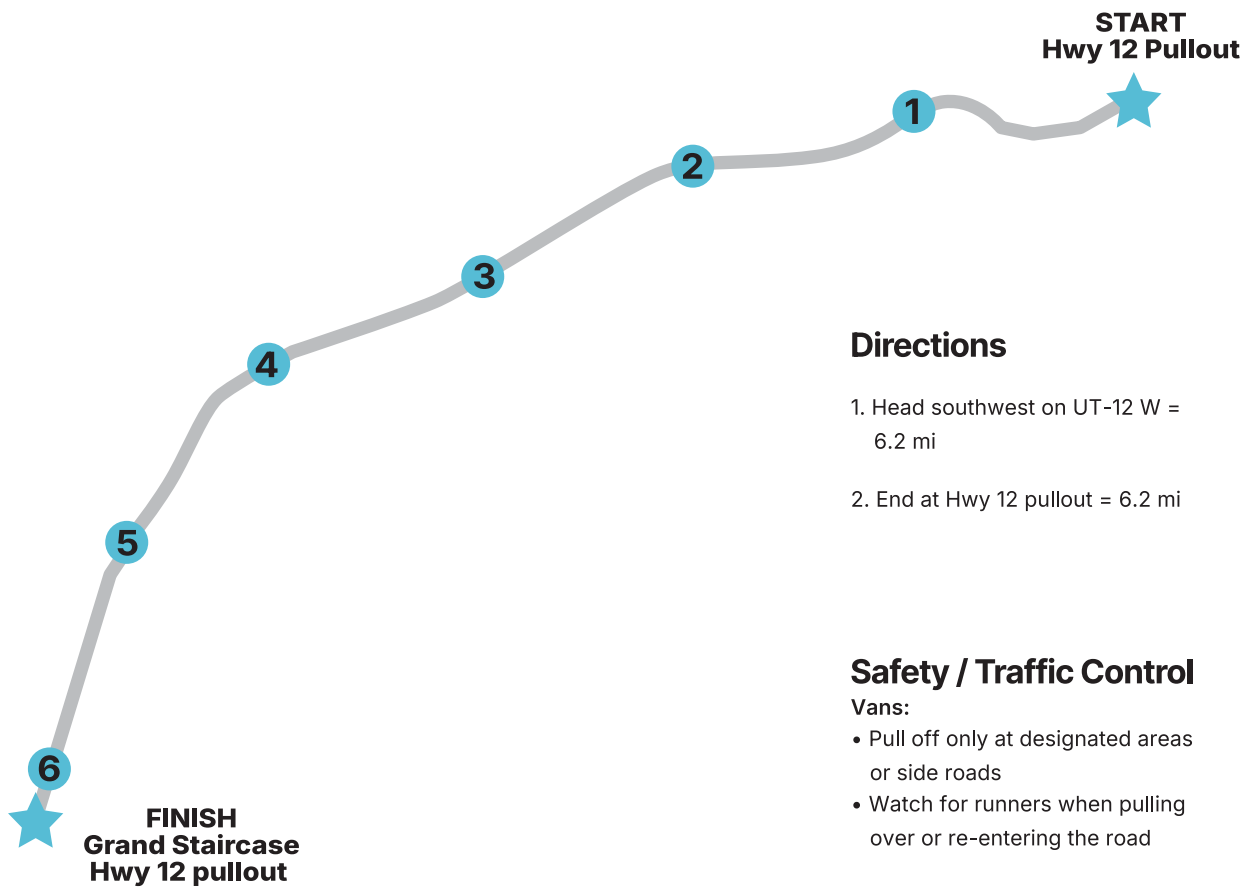 START
Hwy 12 Pullout
1
2
3
4
5
6
FINISH
Grand Staircase
Hwy 12 pullout
Directions
1. Head southwest on UT-12 W =
6.2 mi
2. End at Hwy 12 pullout = 6.2 mi
Safety / Traffic Control
Vans:
• Pull off only at designated areas
or side roads
• Watch for runners when pulling
over or re-entering the road